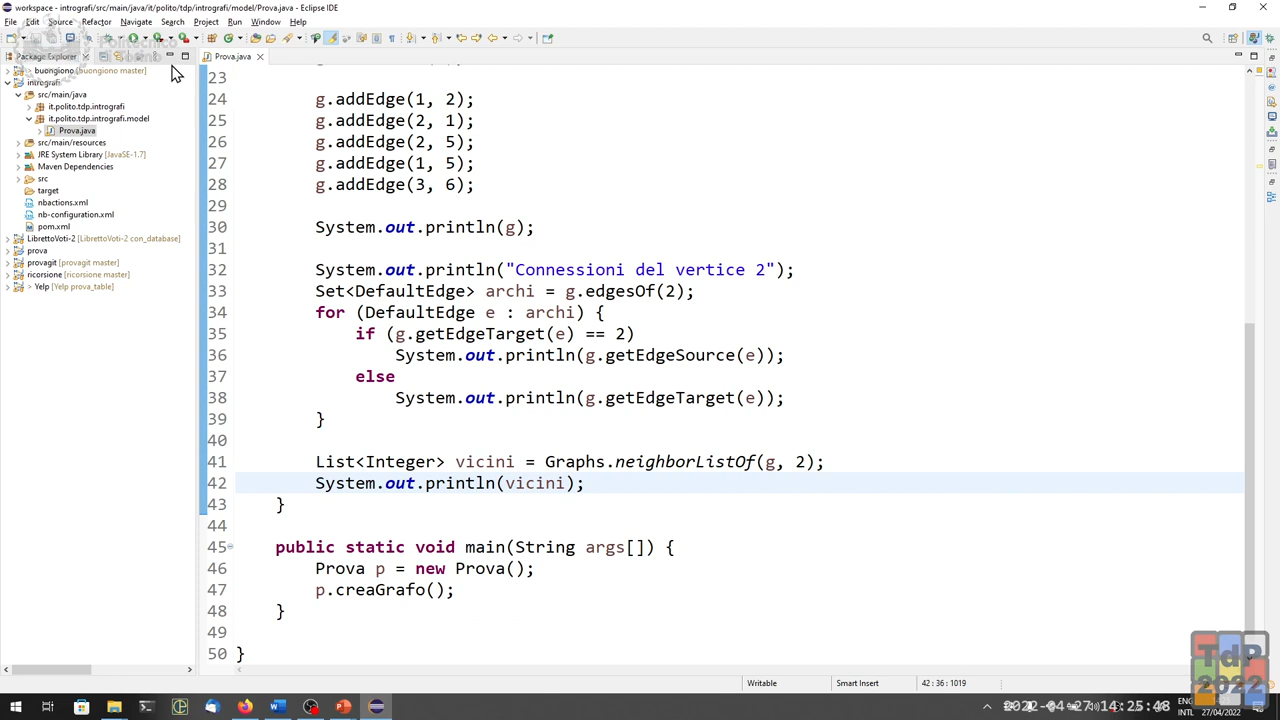 workspace - intrografi/src/main/java/it/polito/tdp/intrografi/model/Prova.java - Eclipse IDE
File Edit Source Refactor Navigate Search Project Run Window Help
Package Explorer
Prova.java
buongiono [buongiono master]
intrografi
src/main/java
it.polito.tdp.intrografi
it.polito.tdp.intrografi.model
Prova.java
src/main/resources
JRE System Library [JavaSE-1.7]
Maven Dependencies
src
target
nbactions.xml
nb-configuration.xml
pom.xml
LibrettoVoti-2 [LibrettoVoti-2 con_database]
prova
provagit [provagit master]
ricorsione [ricorsione master]
> Yelp [Yelp prova_table]
23
24 g.addEdge(1, 2);
25 g.addEdge(2, 1);
26 g.addEdge(2, 5);
27 g.addEdge(1, 5);
28 g.addEdge(3, 6);
29
30 System.out.println(g);
31
32 System.out.println("Connessioni del vertice 2");
33 Set<DefaultEdge> archi = g.edgesOf(2);
34 for (DefaultEdge e : archi) {
35 if (g.getEdgeTarget(e) == 2)
36 System.out.println(g.getEdgeSource(e));
37 else
38 System.out.println(g.getEdgeTarget(e));
39 }
40
41 List<Integer> vicini = Graphs.neighborListOf(g, 2);
42 System.out.println(vicini);
43 }
44
45 public static void main(String args[]) {
46 Prova p = new Prova();
47 p.creaGrafo();
48 }
49
50 }
Writable Smart Insert 42 : 36 : 1019
TdP
2022
2022-04-27 14:25:48
ENG
INTL 27/04/2022